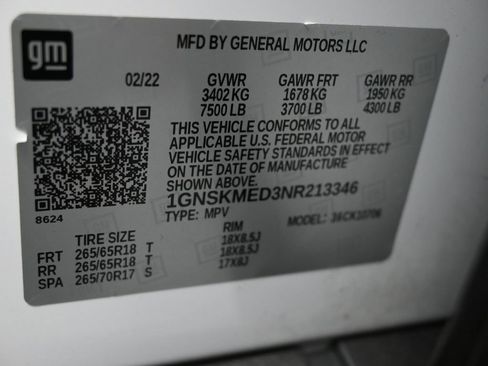 gm
MFD BY GENERAL MOTORS LLC
02/22 GVWR GAWR FRT GAWR RR
3402 KG 1678 KG 1950 KG
7500 LB 3700 LB 4300 LB
THIS VEHICLE CONFORMS TO ALL
APPLICABLE U.S. FEDERAL MOTOR
VEHICLE SAFETY STANDARDS IN EFFECT
ON THE DATE OF MANUFACTURE
SHOWN ABOVE.
8624
1GNSKMED3NR213346
TYPE: MPV MODEL: 36CK10706
TIRE SIZE RIM
FRT 265/65R18 T 18X8.5J
RR 265/65R18 T 18X8.5J
SPA 265/70R17 S 17X8J